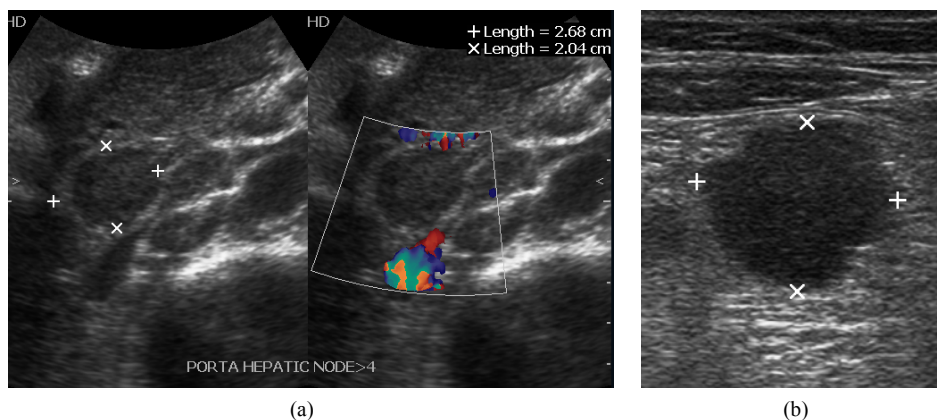 HD
HD
+ Length = 2.68 cm
× Length = 2.04 cm
PORTA HEPATIC NODE>4
(a)
(b)